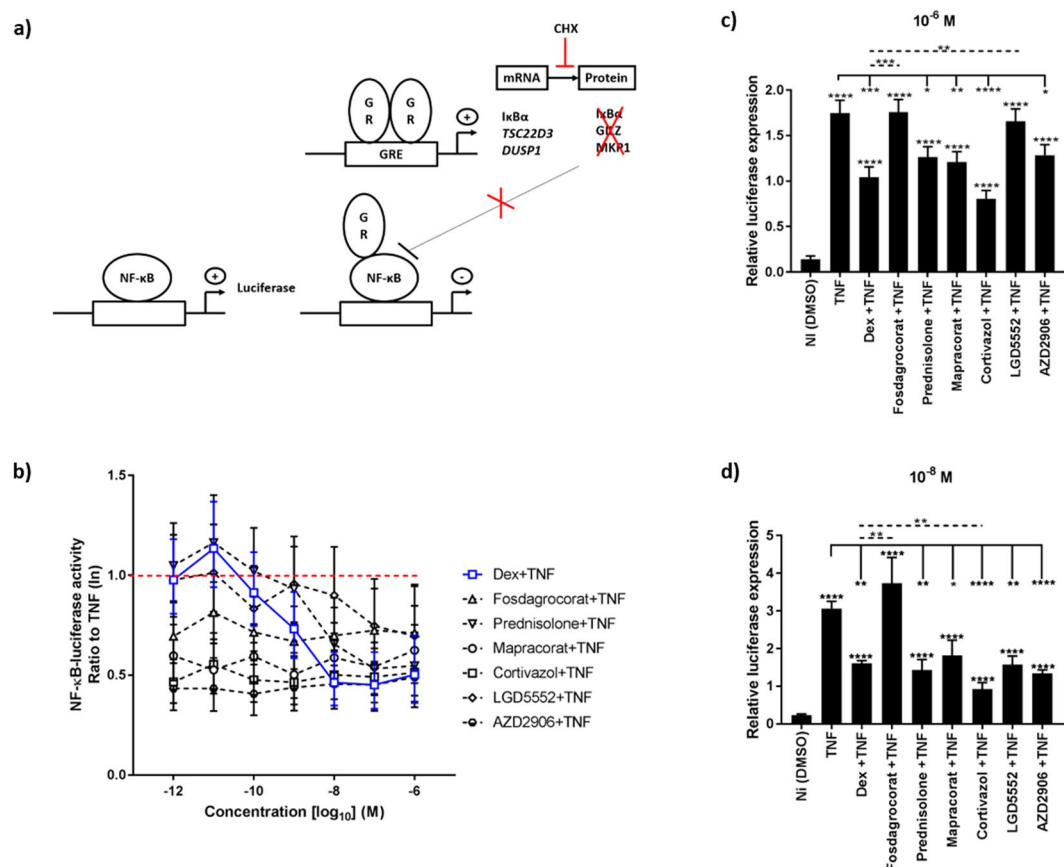 a)
CHX
mRNA
Protein
G
R
G
R
GRE
+
IκBα
TSC22D3
DUSP1
IκBα
GILZ
MKP1
G
R
NF-κB
+
Luciferase
NF-κB
-
b)
NF-κB-luciferase activity
Ratio to TNF (ln)
1.5
1.0
0.5
0.0
-12
-10
-8
-6
Concentration [log10] (M)
Dex+TNF
Fosdagrocorat+TNF
Prednisolone+TNF
Mapracorat+TNF
Cortivazol+TNF
LGD5552+TNF
AZD2906+TNF
c)
10-6 M
**
***
**** *** **** * ** **** *
**** **** **** **** **** ****
Relative luciferase expression
2.0
1.5
1.0
0.5
0.0
NI (DMSO)
TNF
Dex +TNF
Fosdagrocorat +TNF
Prednisolone +TNF
Mapracorat +TNF
Cortivazol +TNF
LGD5552 +TNF
AZD2906 +TNF
d)
10-8 M
**
**
**** ** **** ** * **** ** ****
**** **** **** **** **** ****
Relative luciferase expression
5
4
3
2
1
0
Ni (DMSO)
TNF
Dex +TNF
Fosdagrocorat +TNF
Prednisolone +TNF
Mapracorat +TNF
Cortivazol +TNF
LGD5552 +TNF
AZD2906 +TNF